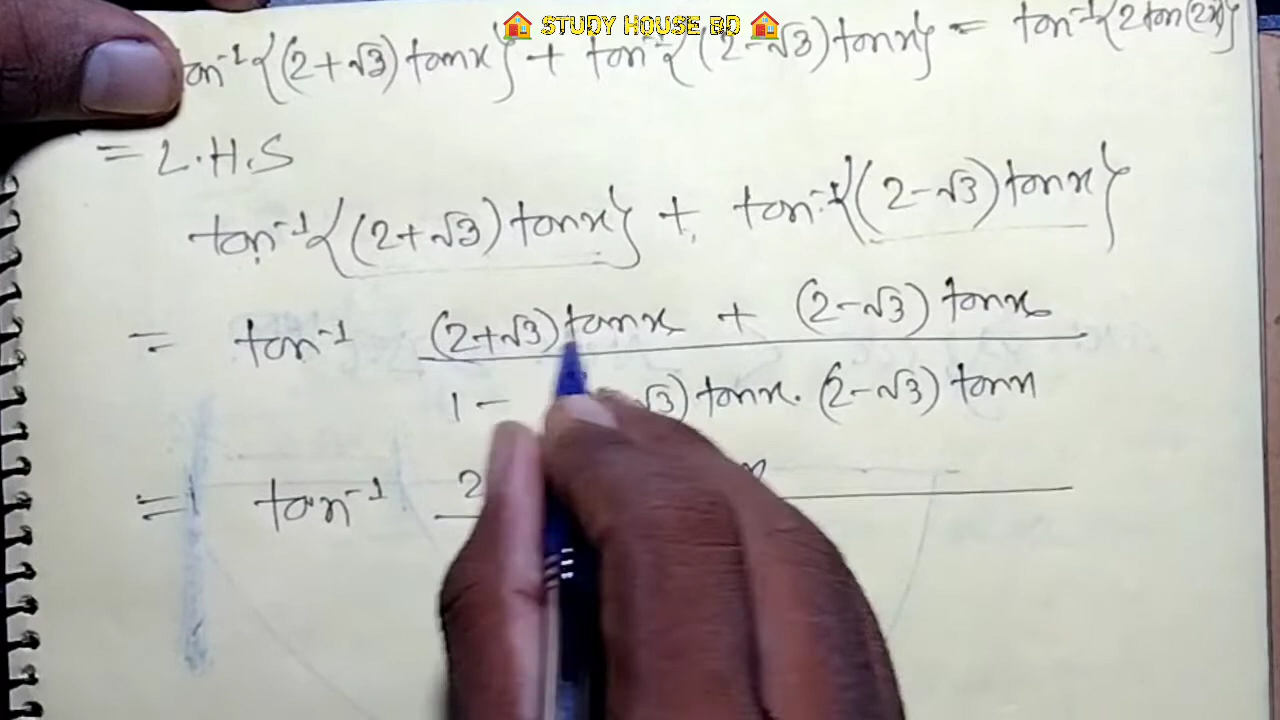 🏠 STUDY HOUSE BD 🏠
tan⁻¹{(2+√3)tanx} + tan⁻¹{(2-√3)tanx} = tan⁻¹{2tan(2x)}
= L.H.S
tan⁻¹{(2+√3)tanx} + tan⁻¹{(2-√3)tanx}
= tan⁻¹ (2+√3)tanx + (2-√3) tanx
1 - √3) tanx. (2-√3) tanx
= tan⁻¹ 2